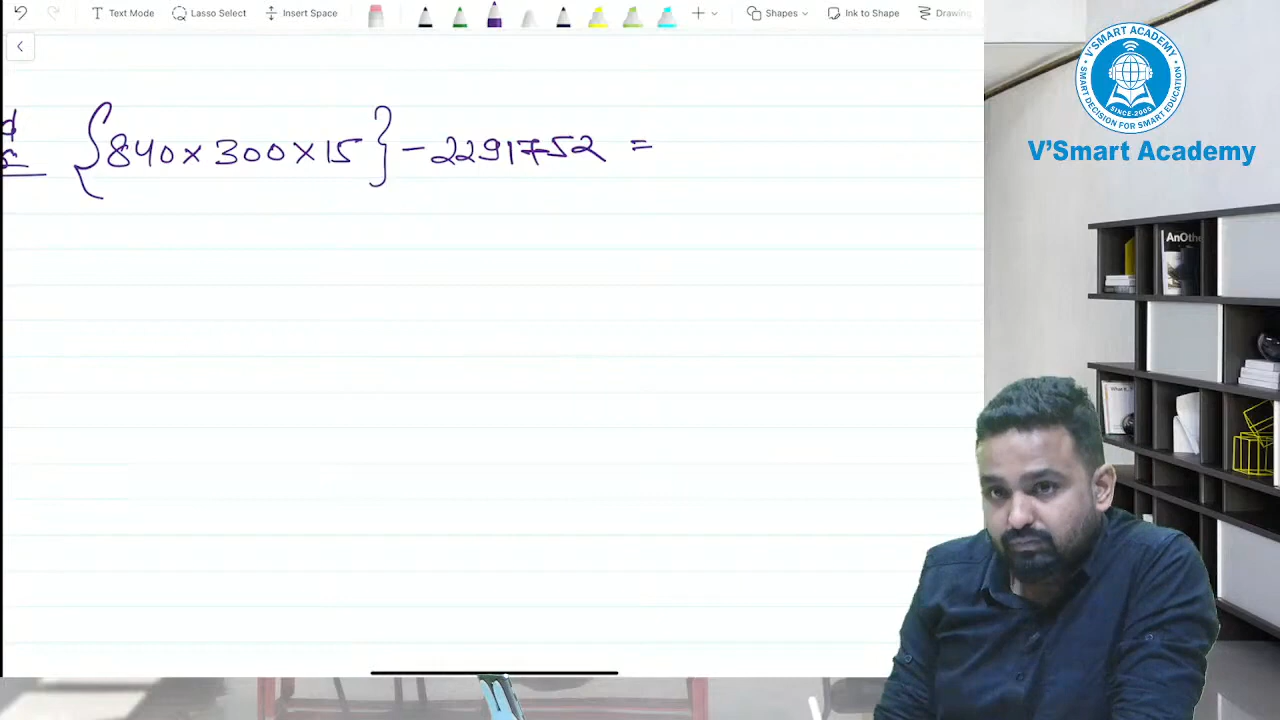 Text Mode Lasso Select Insert Space Shapes Ink to Shape Drawing
{840 × 300 × 15} - 2291752 =
V'SMART ACADEMY
SMART DECISION FOR SMART EDUCATION
SINCE-2005
V'Smart Academy
AnOthe